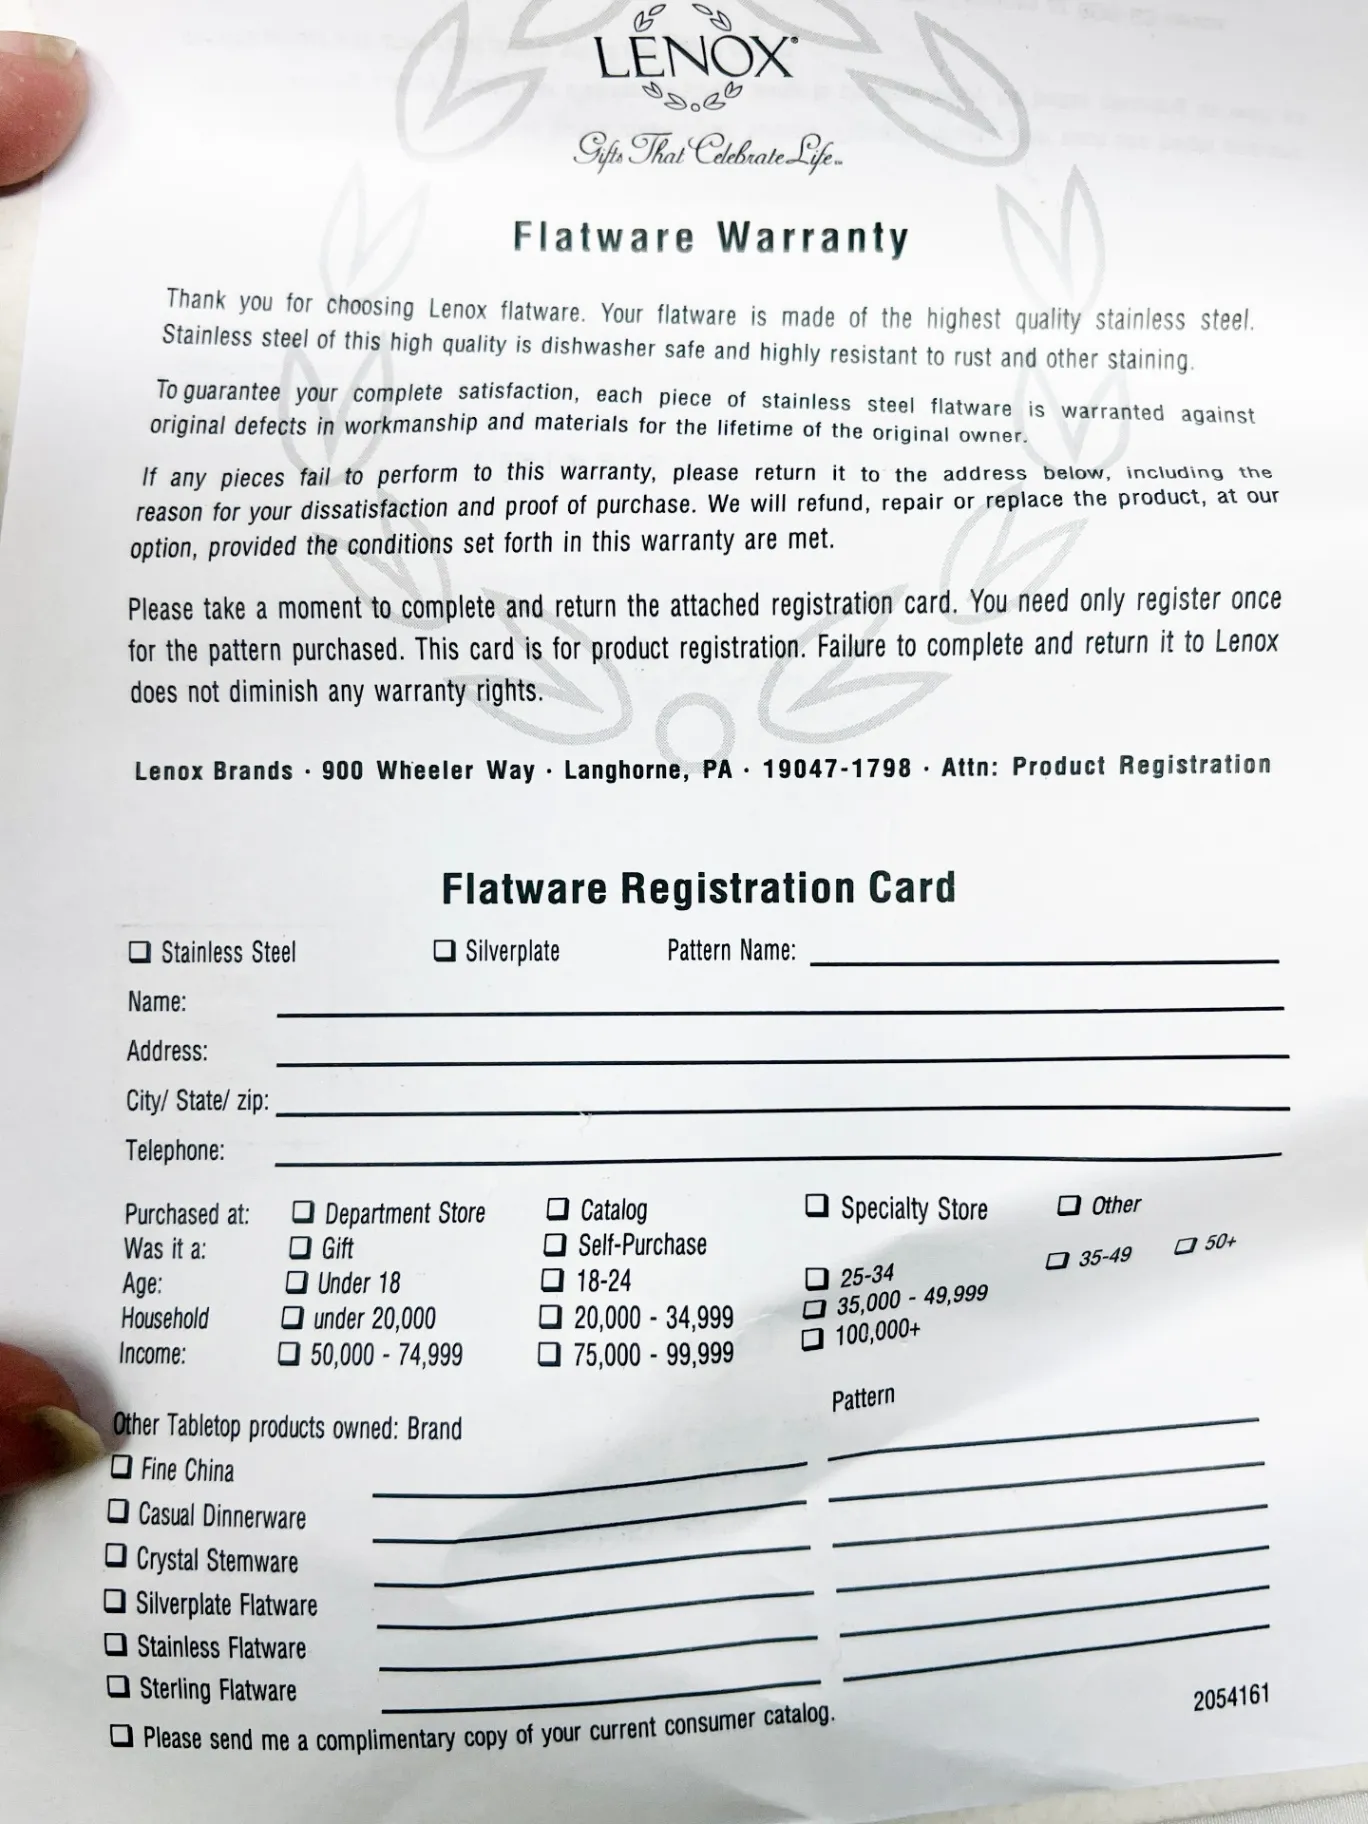 LENOX®
Gifts That Celebrate Life™
Flatware Warranty
Thank you for choosing Lenox flatware. Your flatware is made of the highest quality stainless steel.
Stainless steel of this high quality is dishwasher safe and highly resistant to rust and other staining.
To guarantee your complete satisfaction, each piece of stainless steel flatware is warranted against
original defects in workmanship and materials for the lifetime of the original owner.
If any pieces fail to perform to this warranty, please return it to the address below, including the
reason for your dissatisfaction and proof of purchase. We will refund, repair or replace the product, at our
option, provided the conditions set forth in this warranty are met.
Please take a moment to complete and return the attached registration card. You need only register once
for the pattern purchased. This card is for product registration. Failure to complete and return it to Lenox
does not diminish any warranty rights.
Lenox Brands · 900 Wheeler Way · Langhorne, PA · 19047-1798 · Attn: Product Registration
Flatware Registration Card
❏ Stainless Steel ❏ Silverplate Pattern Name:
Name:
Address:
City/ State/ zip:
Telephone:
Purchased at: ❏ Department Store ❏ Catalog ❏ Specialty Store ❏ Other
Was it a: ❏ Gift ❏ Self-Purchase
Age: ❏ Under 18 ❏ 18-24 ❏ 25-34 ❏ 35-49 ❏ 50+
Household ❏ under 20,000 ❏ 20,000 - 34,999 ❏ 35,000 - 49,999
Income: ❏ 50,000 - 74,999 ❏ 75,000 - 99,999 ❏ 100,000+
Other Tabletop products owned: Brand Pattern
❏ Fine China
❏ Casual Dinnerware
❏ Crystal Stemware
❏ Silverplate Flatware
❏ Stainless Flatware
❏ Sterling Flatware
❏ Please send me a complimentary copy of your current consumer catalog.
2054161